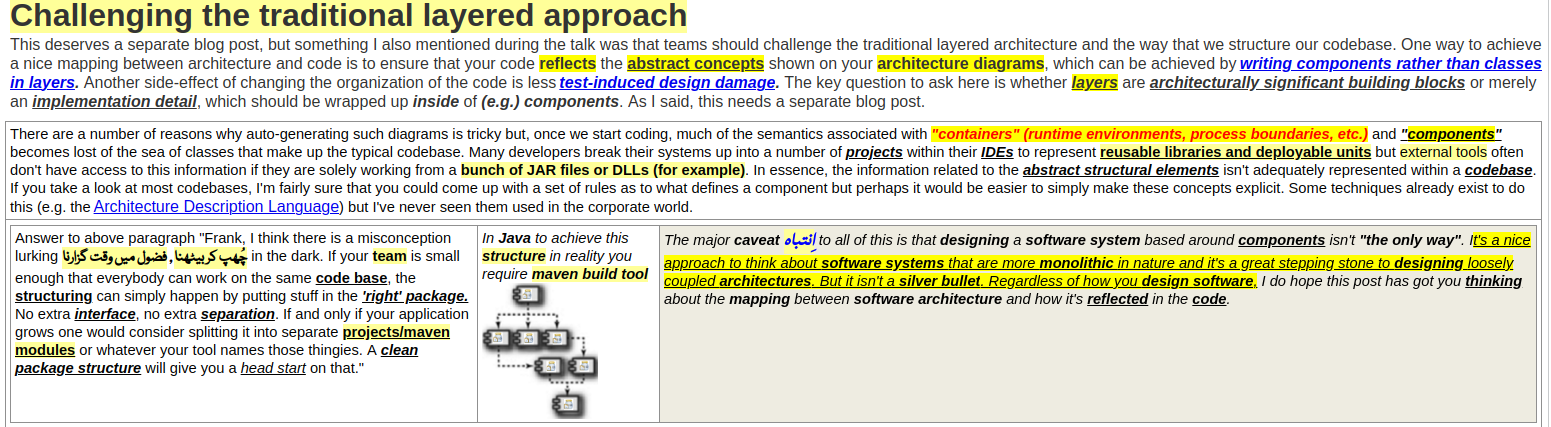 Challenging the traditional layered approach
This deserves a separate blog post, but something I also mentioned during the talk was that teams should challenge the traditional layered architecture and the way that we structure our codebase. One way to achieve
a nice mapping between architecture and code is to ensure that your code reflects the abstract concepts shown on your architecture diagrams, which can be achieved by writing components rather than classes
in layers. Another side-effect of changing the organization of the code is less test-induced design damage. The key question to ask here is whether layers are architecturally significant building blocks or merely
an implementation detail, which should be wrapped up inside of (e.g.) components. As I said, this needs a separate blog post.
There are a number of reasons why auto-generating such diagrams is tricky but, once we start coding, much of the semantics associated with "containers" (runtime environments, process boundaries, etc.) and "components"
becomes lost of the sea of classes that make up the typical codebase. Many developers break their systems up into a number of projects within their IDEs to represent reusable libraries and deployable units but external tools often
don't have access to this information if they are solely working from a bunch of JAR files or DLLs (for example). In essence, the information related to the abstract structural elements isn't adequately represented within a codebase.
If you take a look at most codebases, I'm fairly sure that you could come up with a set of rules as to what defines a component but perhaps it would be easier to simply make these concepts explicit. Some techniques already exist to do
this (e.g. the Architecture Description Language) but I've never seen them used in the corporate world.
Answer to above paragraph "Frank, I think there is a misconception
lurking چُھپ کر بیٹھنا , فضول میں وقت گزارنا in the dark. If your team is small
enough that everybody can work on the same code base, the
structuring can simply happen by putting stuff in the 'right' package.
No extra interface, no extra separation. If and only if your application
grows one would consider splitting it into separate projects/maven
modules or whatever your tool names those thingies. A clean
package structure will give you a head start on that."
In Java to achieve this
structure in reality you
require maven build tool
The major caveat اِنتباہ to all of this is that designing a software system based around components isn't "the only way". It's a nice
approach to think about software systems that are more monolithic in nature and it's a great stepping stone to designing loosely
coupled architectures. But it isn't a silver bullet. Regardless of how you design software, I do hope this post has got you thinking
about the mapping between software architecture and how it's reflected in the code.